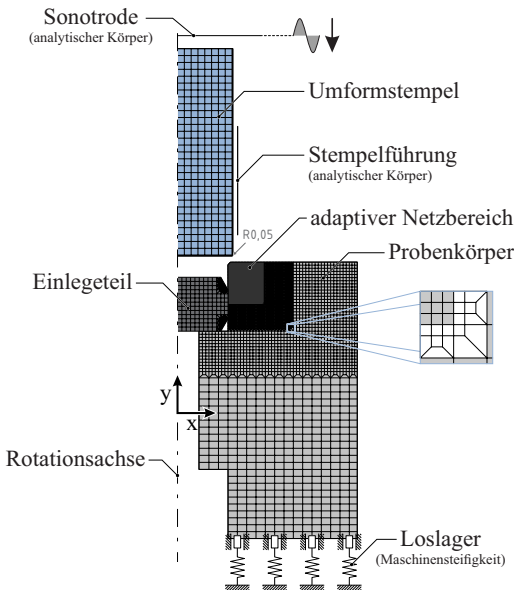 Sonotrode
(analytischer Körper)
Umformstempel
Stempelführung
(analytischer Körper)
R0,05
adaptiver Netzbereich
Probenkörper
Einlegeteil
y
x
Rotationsachse
Loslager
(Maschinensteifigkeit)